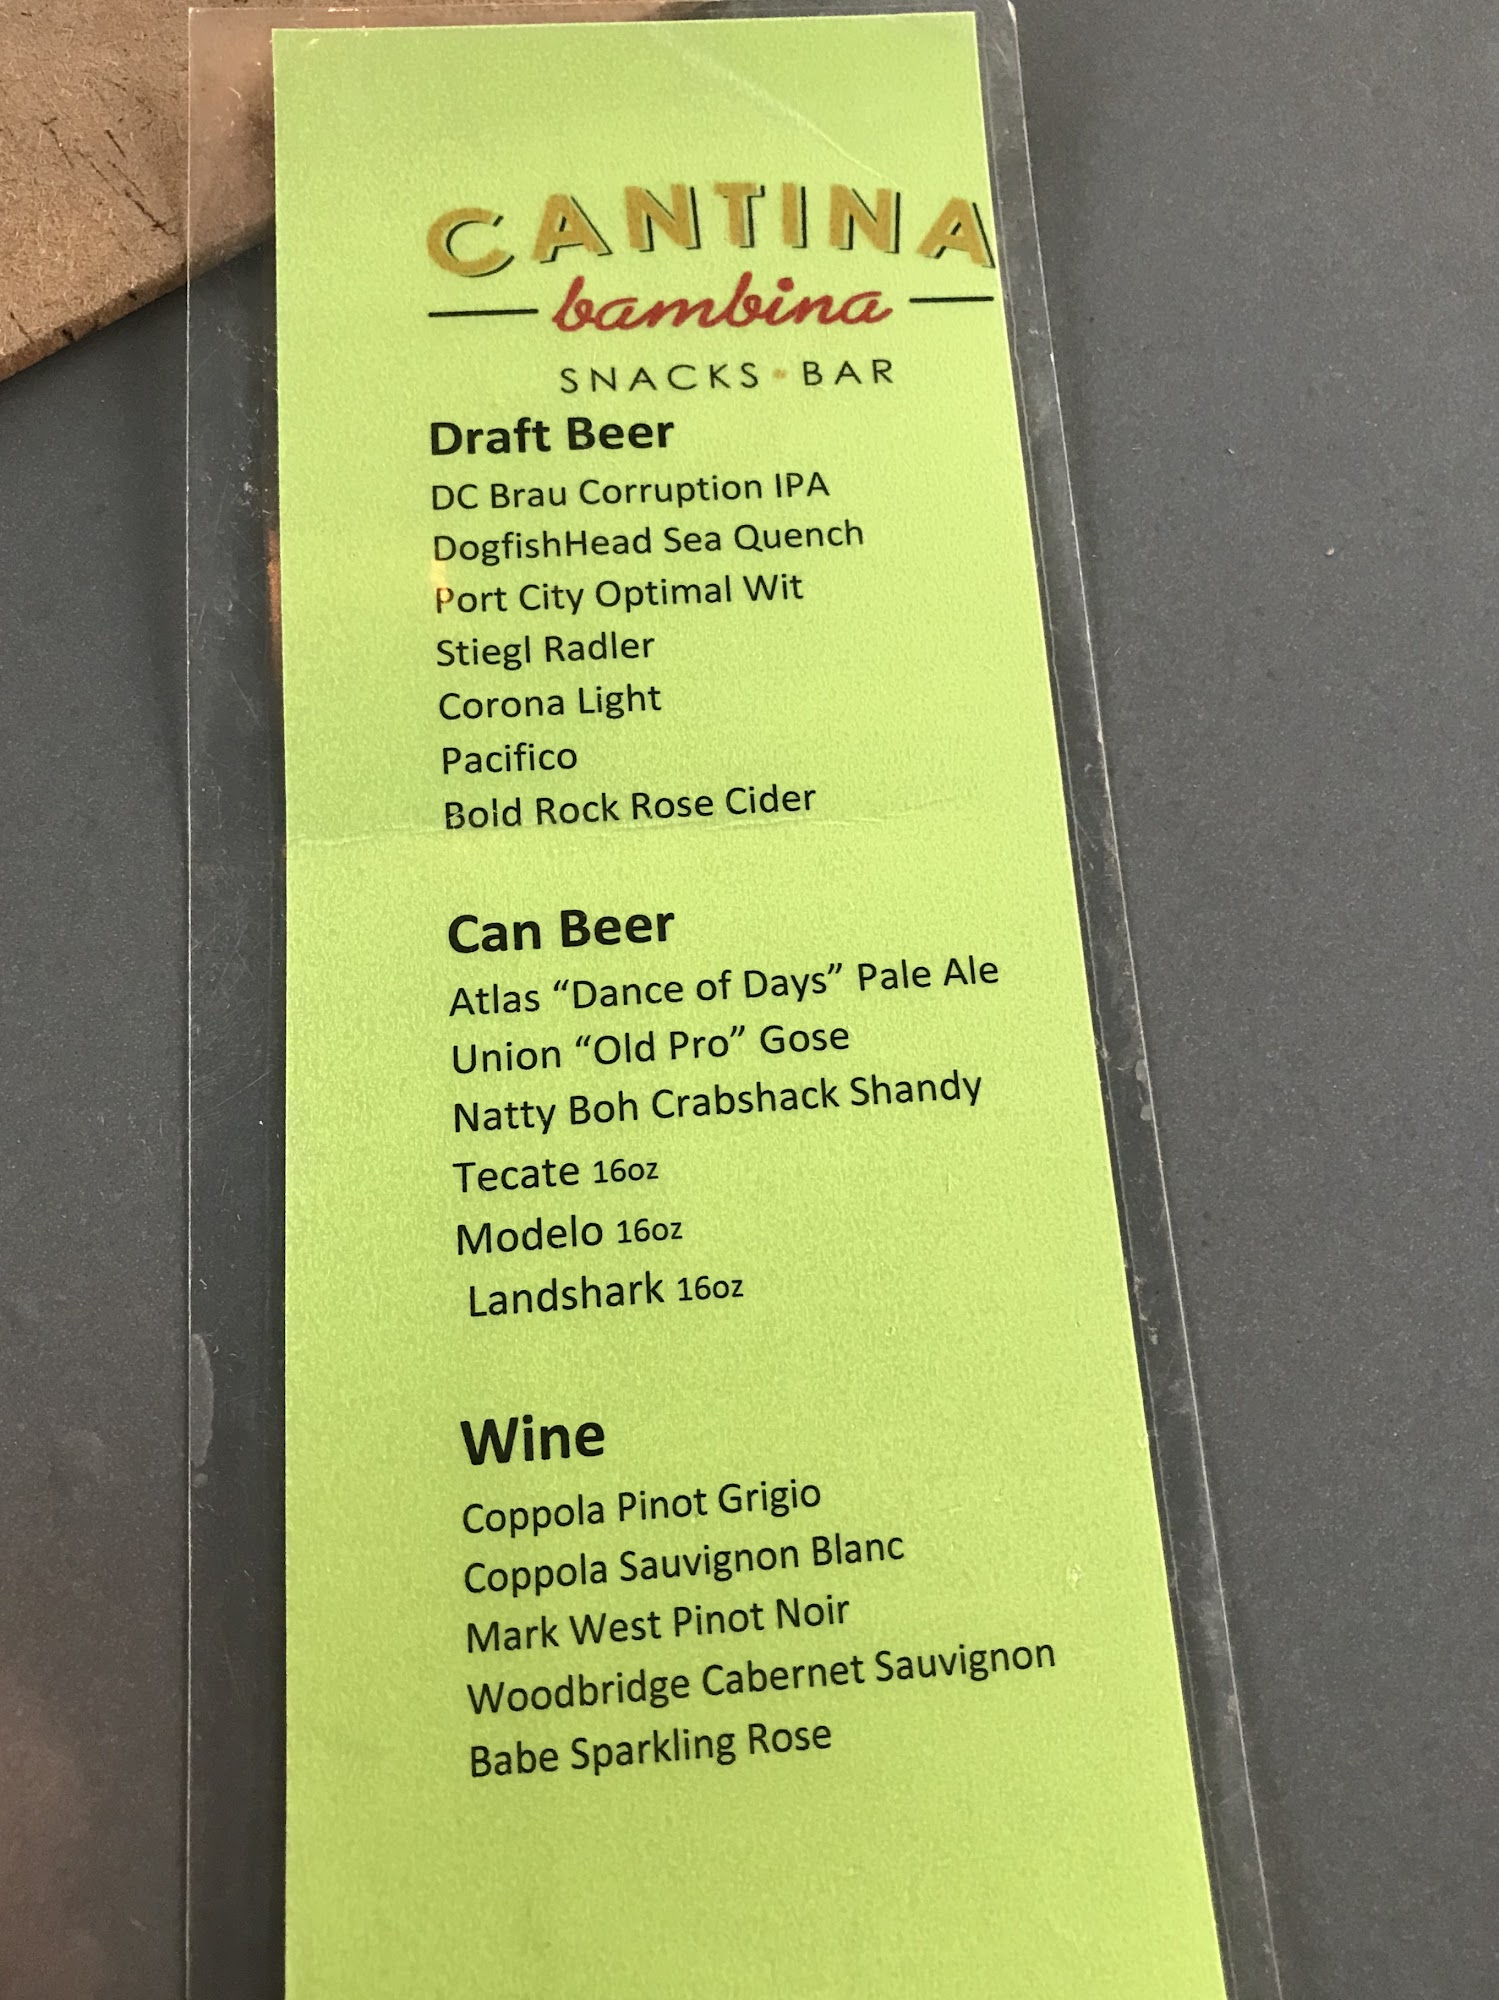 CANTINA
bambina
SNACKS • BAR
Draft Beer
DC Brau Corruption IPA
DogfishHead Sea Quench
Port City Optimal Wit
Stiegl Radler
Corona Light
Pacifico
Bold Rock Rose Cider
Can Beer
Atlas “Dance of Days” Pale Ale
Union “Old Pro” Gose
Natty Boh Crabshack Shandy
Tecate 16oz
Modelo 16oz
Landshark 16oz
Wine
Coppola Pinot Grigio
Coppola Sauvignon Blanc
Mark West Pinot Noir
Woodbridge Cabernet Sauvignon
Babe Sparkling Rose